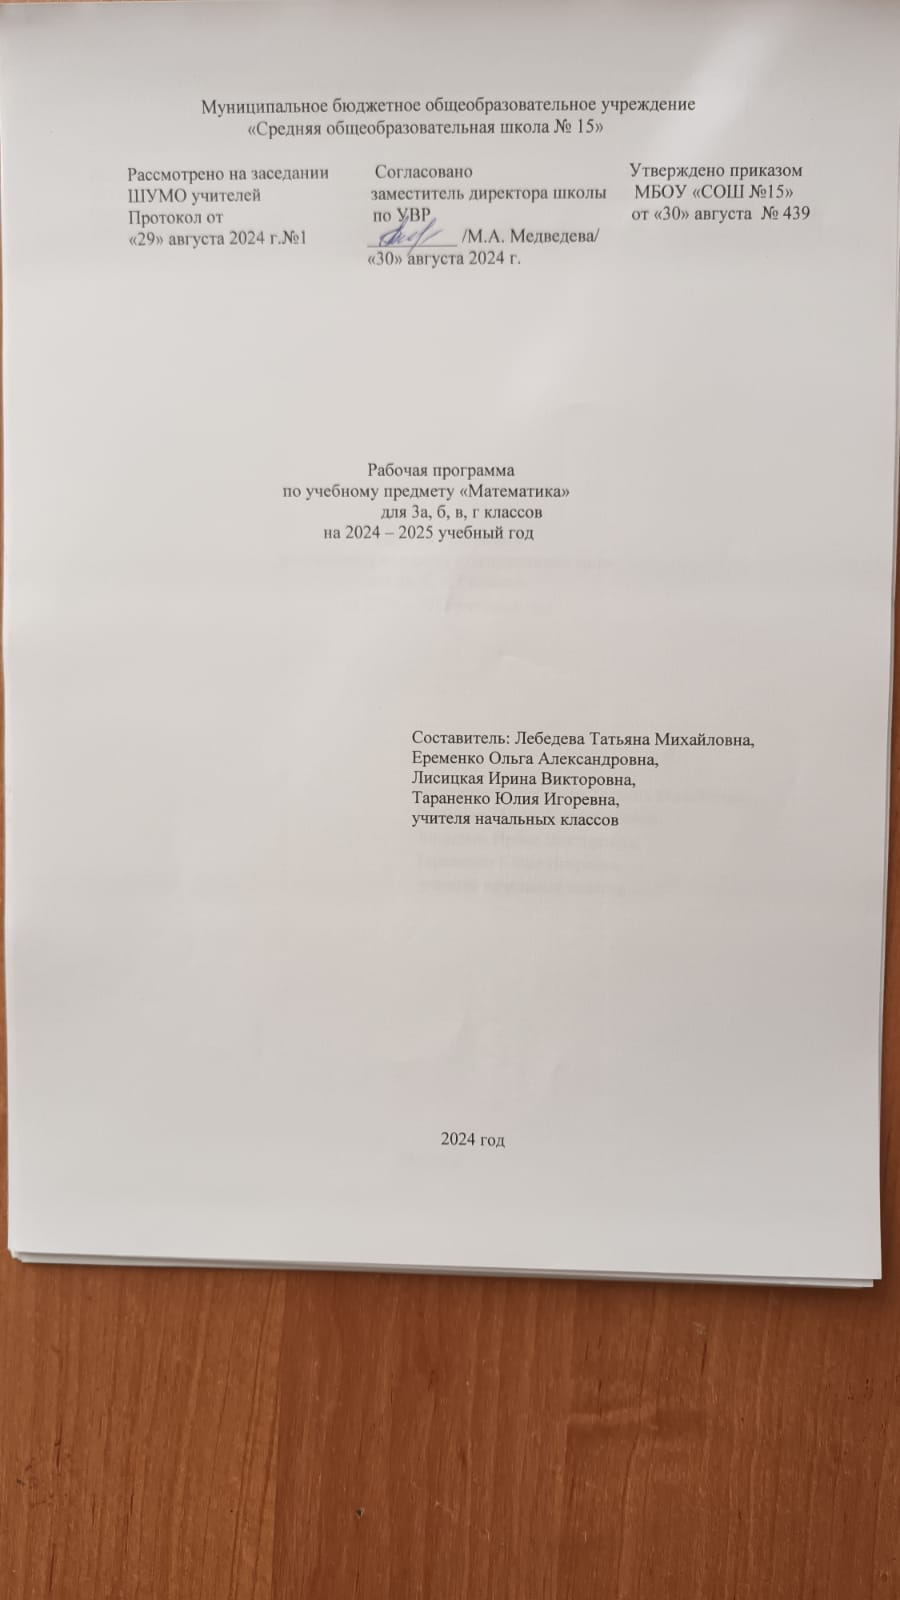 Муниципальное бюджетное общеобразовательное учреждение
«Средняя общеобразовательная школа № 15»
Рассмотрено на заседании
ШУМО учителей
Протокол от
«29» августа 2024 г.№1
Согласовано
заместитель директора школы
по УВР
__________ /М.А. Медведева/
«30» августа 2024 г.
Утверждено приказом
МБОУ «СОШ №15»
от «30» августа № 439
Рабочая программа
по учебному предмету «Математика»
для 3а, б, в, г классов
на 2024 – 2025 учебный год
Составитель: Лебедева Татьяна Михайловна,
Еременко Ольга Александровна,
Лисицкая Ирина Викторовна,
Тараненко Юлия Игоревна,
учителя начальных классов
2024 год